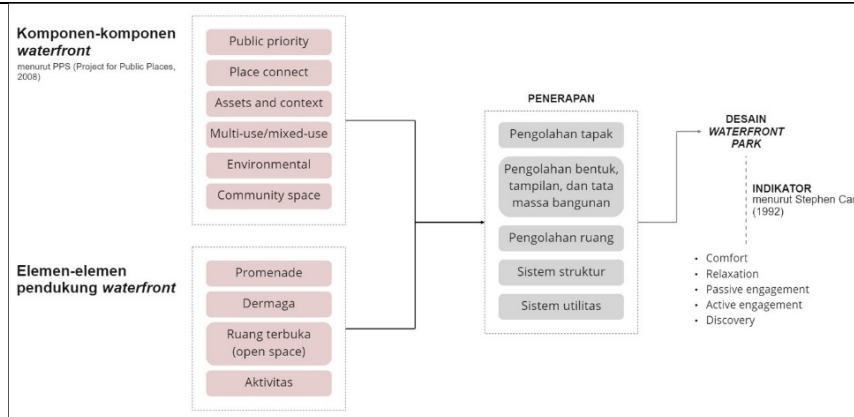 Komponen-komponen
waterfront
menurut PPS (Project for Public Places,
2008)
Public priority
Place connect
Assets and context
Multi-use/mixed-use
Environmental
Community space
Elemen-elemen
pendukung waterfront
Promenade
Dermaga
Ruang terbuka
(open space)
Aktivitas
PENERAPAN
Pengolahan tapak
Pengolahan bentuk,
tampilan, dan tata
massa bangunan
Pengolahan ruang
Sistem struktur
Sistem utilitas
DESAIN
WATERFRONT
PARK
INDIKATOR
menurut Stephen
(1992)
• Comfort
• Relaxation
• Passive engagement
• Active engagement
• Discovery